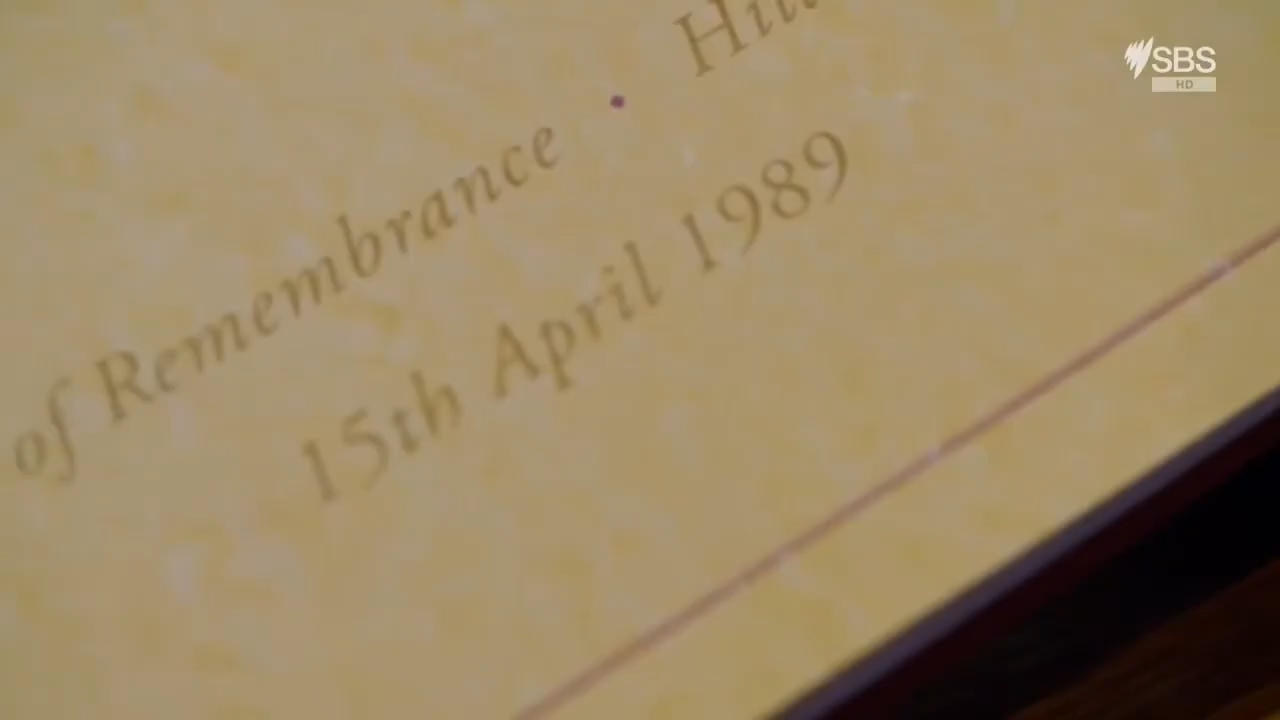 SBS
HD
of Remembrance •
15th April 1989